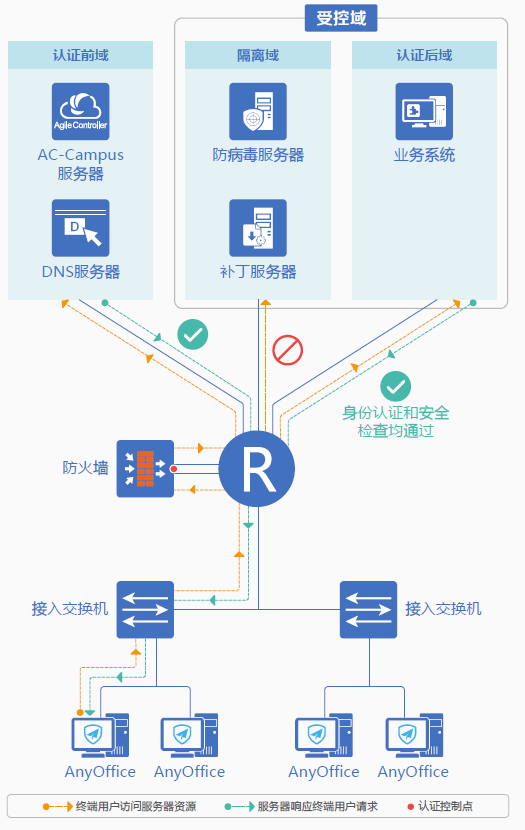 受控域
认证前域
隔离域
认证后域
Agile Controller
AC-Campus
服务器
防病毒服务器
业务系统
D
DNS服务器
补丁服务器
身份认证和安全
检查均通过
防火墙
R
接入交换机
接入交换机
AnyOffice
AnyOffice
AnyOffice
AnyOffice
终端用户访问服务器资源
服务器响应终端用户请求
认证控制点